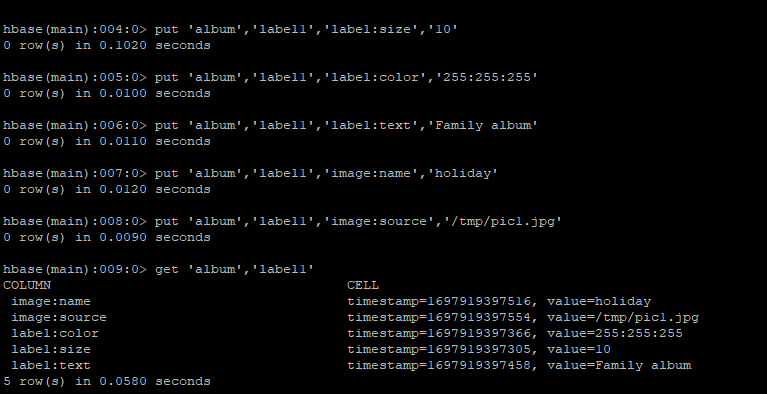 hbase(main):004:0> put 'album','label1','label:size','10'
0 row(s) in 0.1020 seconds
hbase(main):005:0> put 'album','label1','label:color','255:255:255'
0 row(s) in 0.0100 seconds
hbase(main):006:0> put 'album','label1','label:text','Family album'
0 row(s) in 0.0110 seconds
hbase(main):007:0> put 'album','label1','image:name','holiday'
0 row(s) in 0.0120 seconds
hbase(main):008:0> put 'album','label1','image:source','/tmp/pic1.jpg'
0 row(s) in 0.0090 seconds
hbase(main):009:0> get 'album','label1'
COLUMN CELL
image:name timestamp=1697919397516, value=holiday
image:source timestamp=1697919397554, value=/tmp/pic1.jpg
label:color timestamp=1697919397366, value=255:255:255
label:size timestamp=1697919397305, value=10
label:text timestamp=1697919397458, value=Family album
5 row(s) in 0.0580 seconds